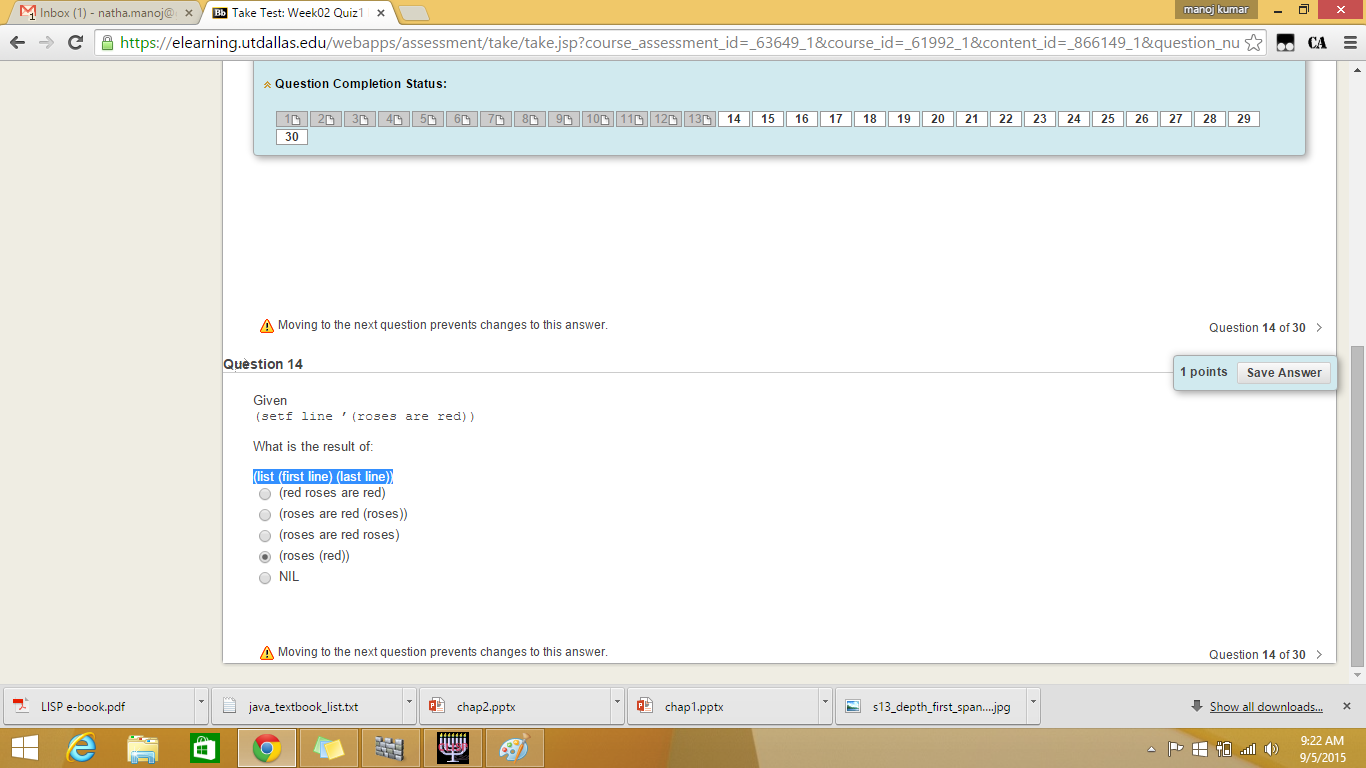 Inbox (1) - natha.manoj@
Bb Take Test: Week02 Quiz1
manoj kumar
https://elearning.utdallas.edu/webapps/assessment/take/take.jsp?course_assessment_id=_63649_1&course_id=_61992_1&content_id=_866149_1&question_nu
CA
Question Completion Status:
1 2 3 4 5 6 7 8 9 10 11 12 13 14 15 16 17 18 19 20 21 22 23 24 25 26 27 28 29
30
Moving to the next question prevents changes to this answer.
Question 14 of 30
Question 14
1 points Save Answer
Given
(setf line ’(roses are red))
What is the result of:
(list (first line) (last line))
(red roses are red)
(roses are red (roses))
(roses are red roses)
(roses (red))
NIL
Moving to the next question prevents changes to this answer.
Question 14 of 30
LISP e-book.pdf
java_textbook_list.txt
chap2.pptx
chap1.pptx
s13_depth_first_span....jpg
Show all downloads...
9:22 AM
9/5/2015